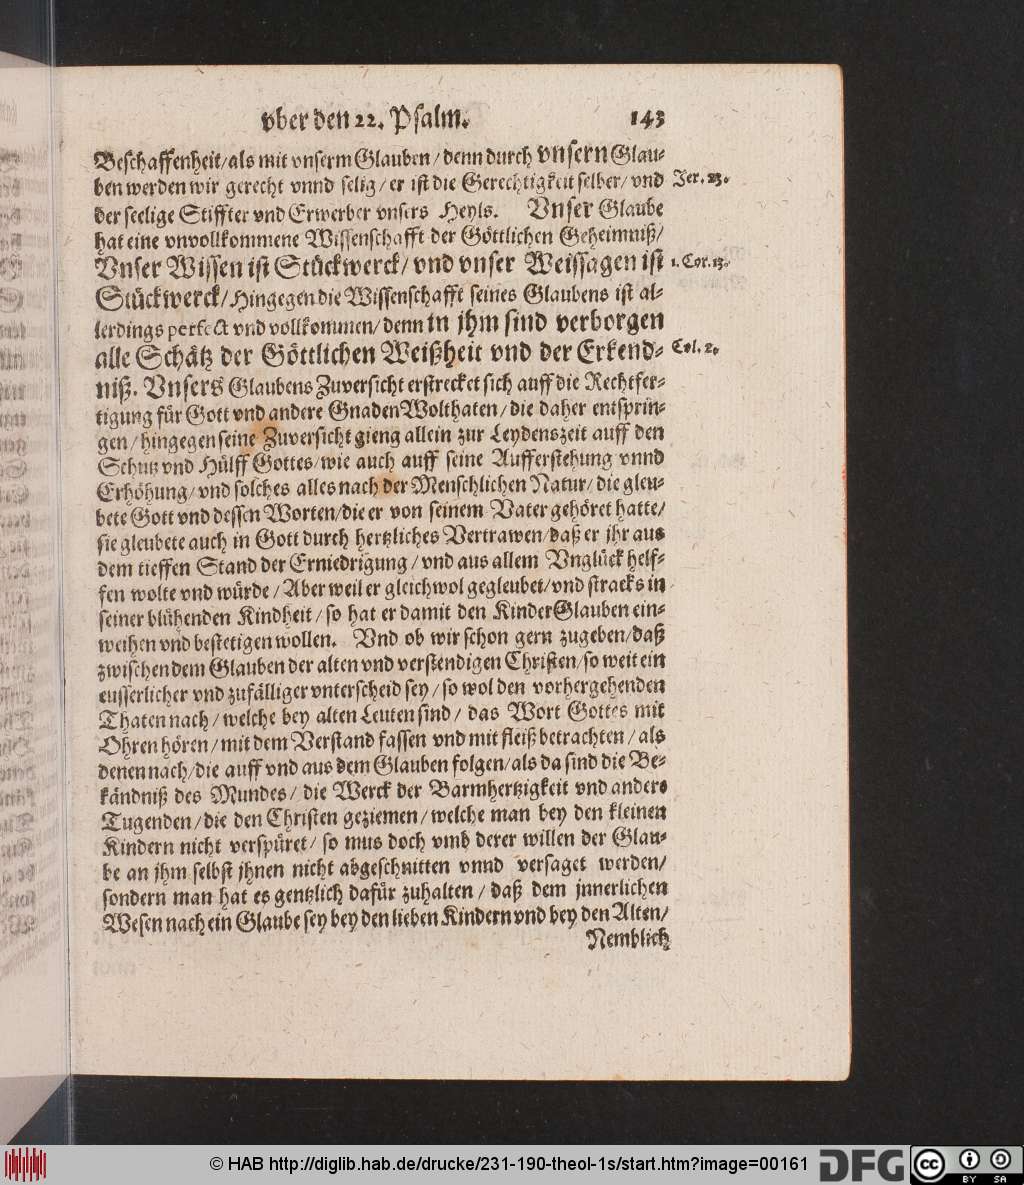 vber den 22. Psalm. 143
Beschaffenheit/als mit vnserm Glauben/denn durch vnsern Glau-
ben werden wir gerecht vnnd selig/er ist die Gerechtigkeit selber/vnd Jer. 23.
der seelige Stiffter vnd Erwerber vnsers Heyls. Vnser Glaube
hat eine vnvollkommene Wissenschafft der Göttlichen Geheimniß/
Vnser Wissen ist Stückwerck/vnd vnser Weissagen ist 1. Cor. 13.
Stückwerck/Hingegen die Wissenschafft seines Glaubens ist al-
lerdings perfect vnd vollkommen/denn in jhm sind verborgen
alle Schätz der Göttlichen Weißheit vnd der Erkend- Col. 2.
niß. Vnsers Glaubens Zuversicht erstrecket sich auff die Rechtfer-
tigung für Gott vnd andere GnadenWolthaten/die daher entsprin-
gen/hingegen seine Zuversicht gieng allein zur Leydenszeit auff den
Schutz vnd Hülff Gottes/wie auch auff seine Aufferstehung vnnd
Erhöhung/vnd solches alles nach der Menschlichen Natur/die gleu-
bete Gott vnd dessen Worten/die er von seinem Vater gehöret hatte/
sie gleubete auch in Gott durch hertzliches Vertrawen/daß er jhr aus
dem tieffen Stand der Erniedrigung/vnd aus allem Vnglück helf-
fen wolte vnd würde/Aber weil er gleichwol gegleubet/vnd stracks in
seiner blühenden Kindheit/so hat er damit den KinderGlauben ein-
weihen vnd bestetigen wollen. Vnd ob wir schon gern zugeben/daß
zwischen dem Glauben der alten vnd verstendigen Christen/so weit ein
eusserlicher vnd zufälliger vnterscheid sey/so wol den vorhergehenden
Thaten nach/welche bey alten Leuten sind/das Wort Gottes mit
Ohren hören/mit dem Verstand fassen vnd mit fleiß betrachten/als
denen nach/die auff vnd aus dem Glauben folgen/als da sind die Be-
kändniß des Mundes/die Werck der Barmhertzigkeit vnd andere
Tugenden/die den Christen geziemen/welche man bey den kleinen
Kindern nicht verspüret/so mus doch vmb derer willen der Glau-
be an jhm selbst jhnen nicht abgeschnitten vnnd versaget werden/
sondern man hat es gentzlich dafür zuhalten/daß dem jnnerlichen
Wesen nach ein Glaube sey bey den lieben Kindern vnd bey den Alten/
Nemblich
© HAB http://diglib.hab.de/drucke/231-190-theol-1s/start.htm?image=00161 DFG cc BY SA